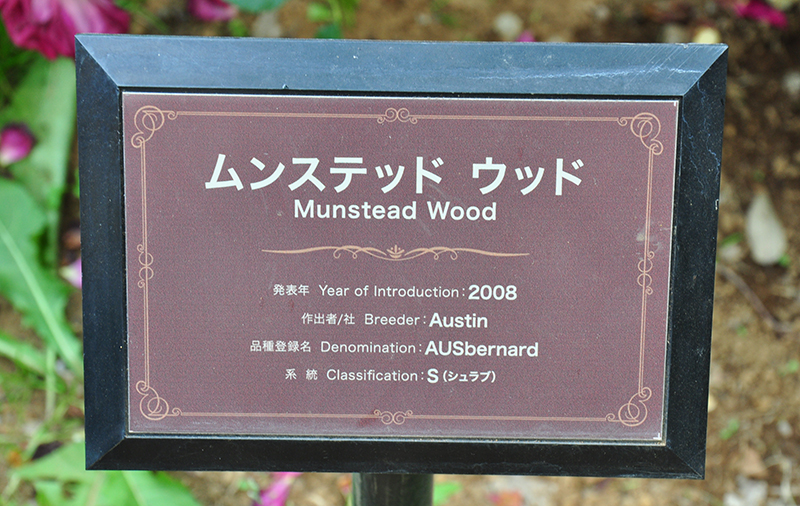 ムンステッド ウッド
Munstead Wood
発表年 Year of Introduction : 2008
作出者/社 Breeder : Austin
品種登録名 Denomination : AUSbernard
系 統 Classification : S (シュラブ)